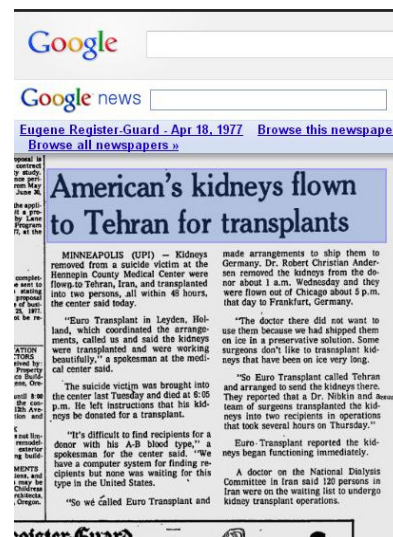 Google
Google news
Eugene Register-Guard - Apr 18, 1977 Browse this newspape
Browse all newspapers »
American's kidneys flown
to Tehran for transplants
MINNEAPOLIS (UPI) — Kidneys
removed from a suicide victim at the
Hennepin County Medical Center were
flown to Tehran, Iran, and transplanted
into two persons, all within 48 hours,
the center said today.
"Euro Transplant in Leyden, Hol-
land, which coordinated the arrange-
ments, called us and said the kidneys
were transplanted and were working
beautifully," a spokesman at the medi-
cal center said.
The suicide victim was brought into
the center last Tuesday and died at 6:05
p.m. He left instructions that his kid-
neys be donated for a transplant.
"It's difficult to find recipients for a
donor with his A-B blood type," a
spokesman for the center said. "We
have a computer system for finding re-
cipients but none was waiting for this
type in the United States.
"So we called Euro Transplant and
made arrangements to ship them to
Germany. Dr. Robert Christian Ander-
sen removed the kidneys from the do-
nor about 1 a.m. Wednesday and they
were flown out of Chicago about 5 p.m.
that day to Frankfurt, Germany.
"The doctor there did not want to
use them because we had shipped them
on ice in a preservative solution. Some
surgeons don't like to trasnsplant kid-
neys that have been on ice very long.
"So Euro Transplant called Tehran
and arranged to send the kidneys there.
They reported that a Dr. Nibkin and
team of surgeons transplanted the kid-
neys into two recipients in operations
that took several hours on Thursday."
Euro-Transplant reported the kid-
neys began functioning immediately.
A doctor on the National Dialysis
Committee in Iran said 120 persons in
Iran were on the waiting list to undergo
kidney transplant operations.